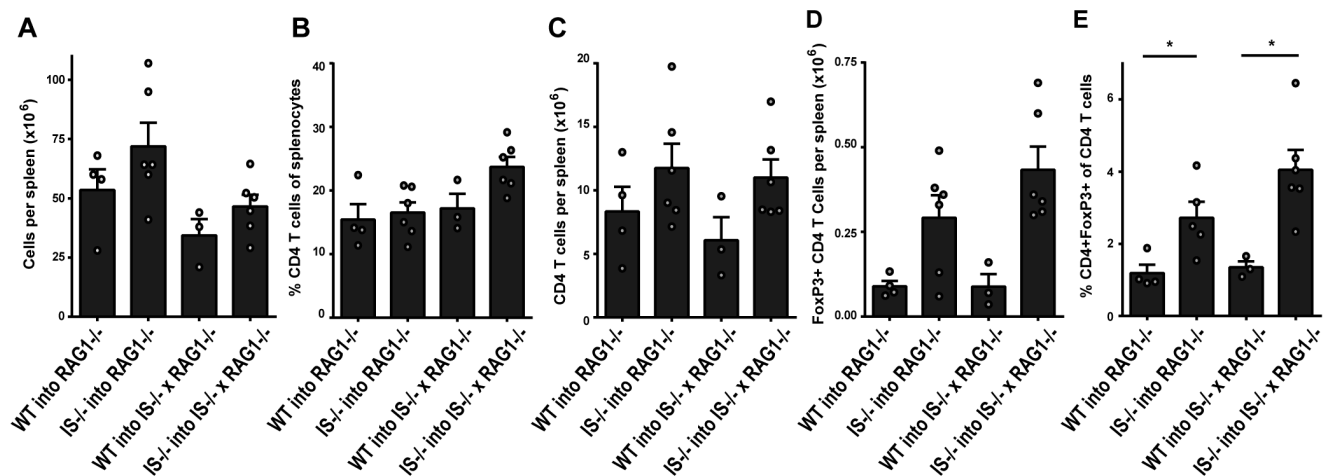 A
Cells per spleen (x10⁶)
100
75
50
25
0
WT into RAG1-/-
IS-/- into RAG1-/-
WT into IS-/- x RAG1-/-
IS-/- into IS-/- x RAG1-/-
B
% CD4 T cells of splenocytes
40
30
20
10
0
WT into RAG1-/-
IS-/- into RAG1-/-
WT into IS-/- x RAG1-/-
IS-/- into IS-/- x RAG1-/-
C
CD4 T cells per spleen (x10⁶)
20
15
10
5
0
WT into RAG1-/-
IS-/- into RAG1-/-
WT into IS-/- x RAG1-/-
IS-/- into IS-/- x RAG1-/-
D
FoxP3+ CD4 T Cells per spleen (x10⁶)
0.75
0.50
0.25
0.00
WT into RAG1-/-
IS-/- into RAG1-/-
WT into IS-/- x RAG1-/-
IS-/- into IS-/- x RAG1-/-
E
% CD4+FoxP3+ of CD4 T cells
* *
6
4
2
0
WT into RAG1-/-
IS-/- into RAG1-/-
WT into IS-/- x RAG1-/-
IS-/- into IS-/- x RAG1-/-